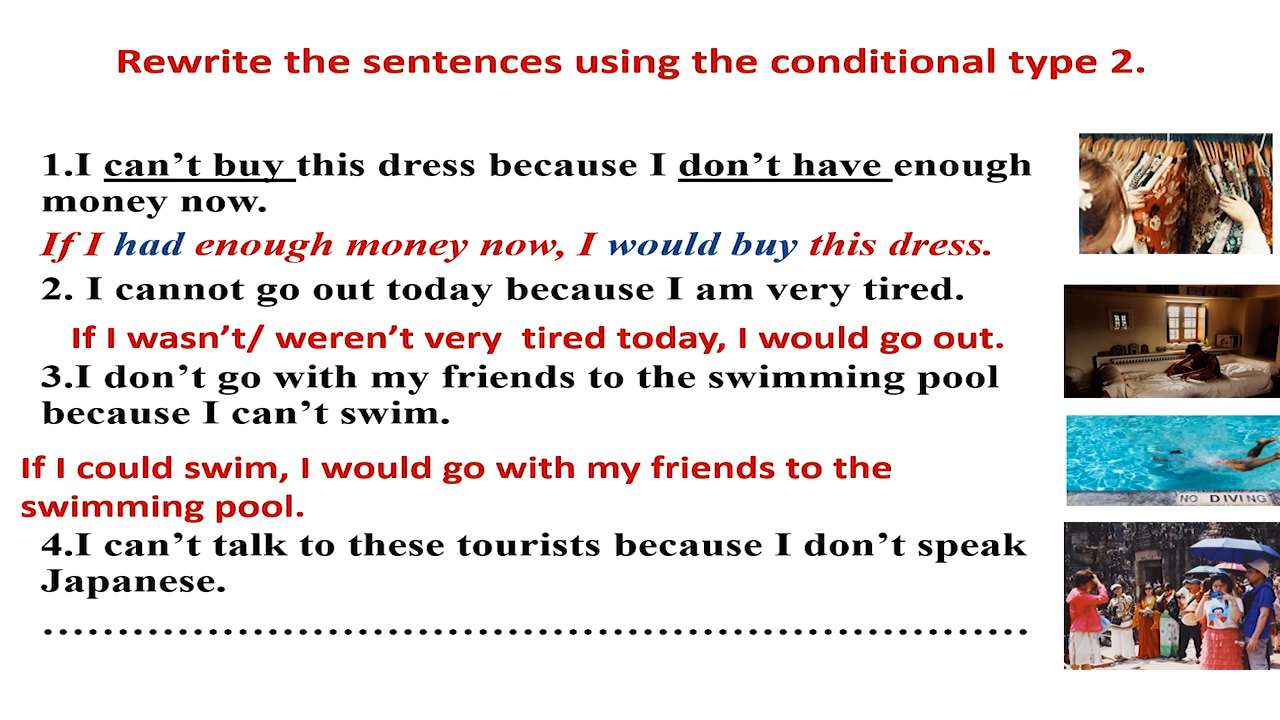 Rewrite the sentences using the conditional type 2.
1.I can’t buy this dress because I don’t have enough
money now.
If I had enough money now, I would buy this dress.
2. I cannot go out today because I am very tired.
If I wasn’t/ weren’t very tired today, I would go out.
3.I don’t go with my friends to the swimming pool
because I can’t swim.
If I could swim, I would go with my friends to the
swimming pool.
NO DIVING
4.I can’t talk to these tourists because I don’t speak
Japanese.
..................................................................